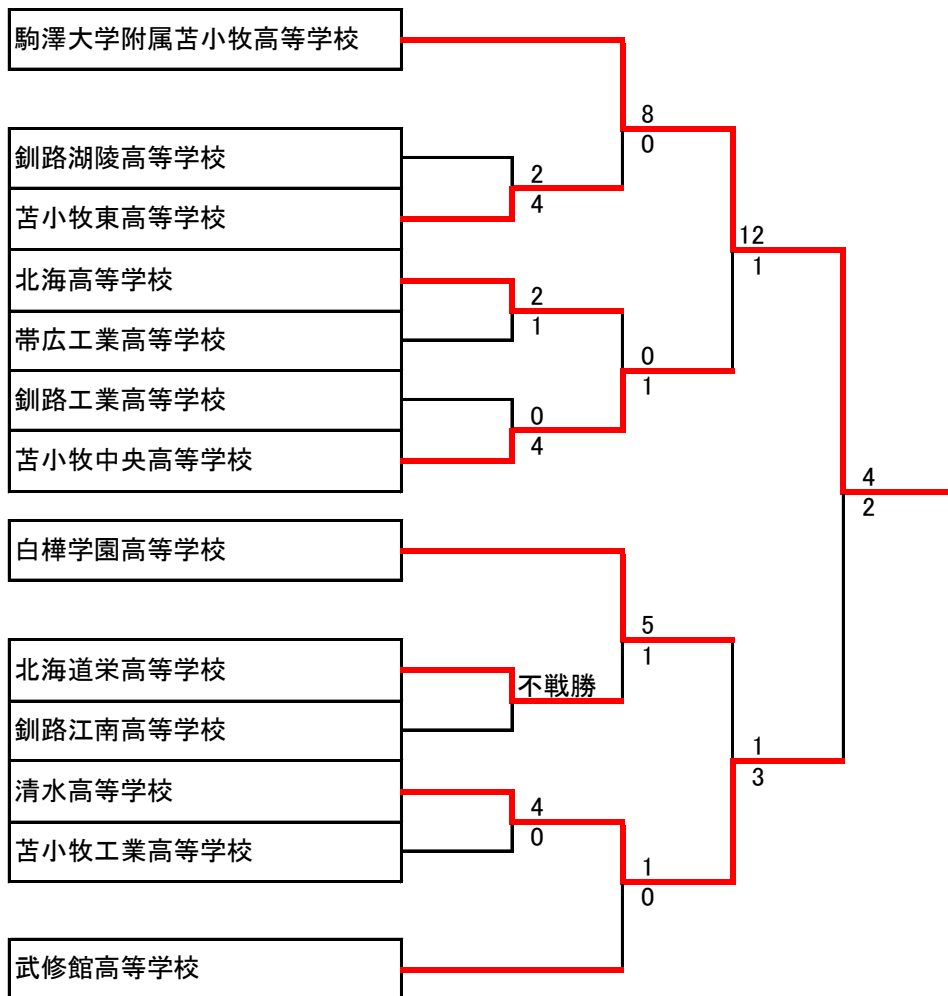 駒澤大学附属苫小牧高等学校
8
0
釧路湖陵高等学校
2
4
苫小牧東高等学校
12
1
北海高等学校
2
1
帯広工業高等学校
0
1
釧路工業高等学校
0
4
苫小牧中央高等学校
4
2
白樺学園高等学校
5
1
北海道栄高等学校
不戦勝
釧路江南高等学校
1
3
清水高等学校
4
0
苫小牧工業高等学校
1
0
武修館高等学校